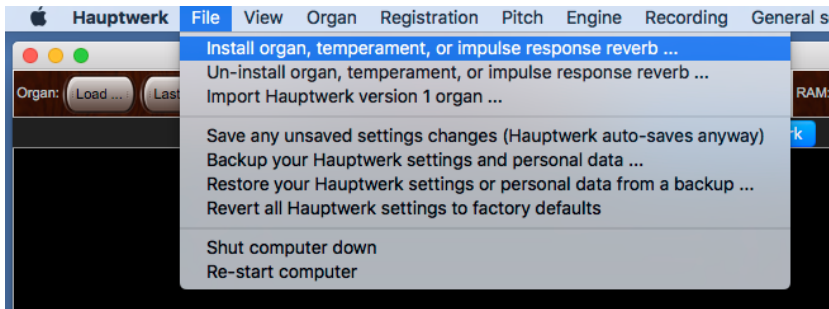 Hauptwerk File View Organ Registration Pitch Engine Recording General s
Install organ, temperament, or impulse response reverb ...
Un-install organ, temperament, or impulse response reverb ...
Organ: Load ... Last RAM:
Import Hauptwerk version 1 organ ...
Save any unsaved settings changes (Hauptwerk auto-saves anyway) rk
Backup your Hauptwerk settings and personal data ...
Restore your Hauptwerk settings or personal data from a backup ...
Revert all Hauptwerk settings to factory defaults
Shut computer down
Re-start computer